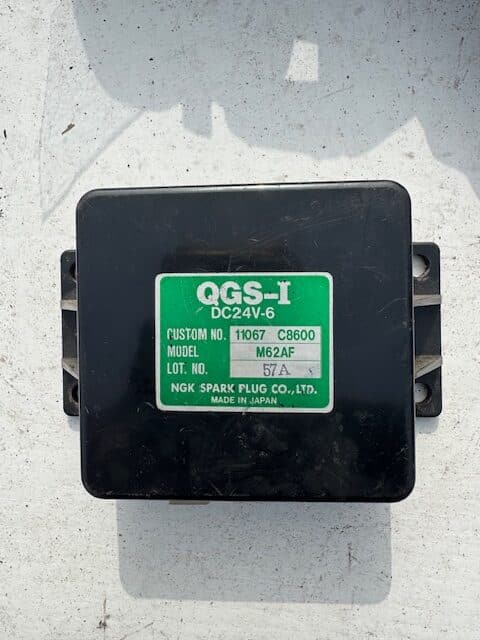 QGS-I
DC24V-6
CUSTOM NO. 11067 C8600
MODEL M62AF
LOT. NO. 57A
NGK SPARK PLUG CO., LTD.
MADE IN JAPAN